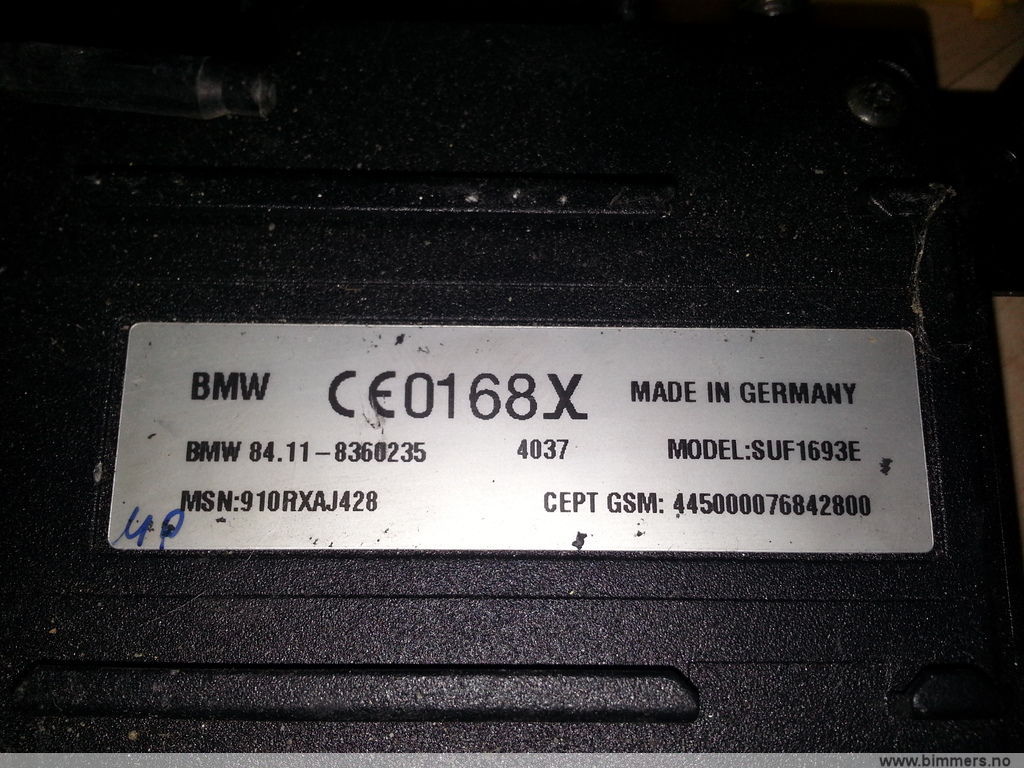 BMW CE0168X MADE IN GERMANY
BMW 84.11-8360235 4037 MODEL:SUF1693E
MSN:910RXAJ428 CEPT GSM: 445000076842800
www.bimmers.no